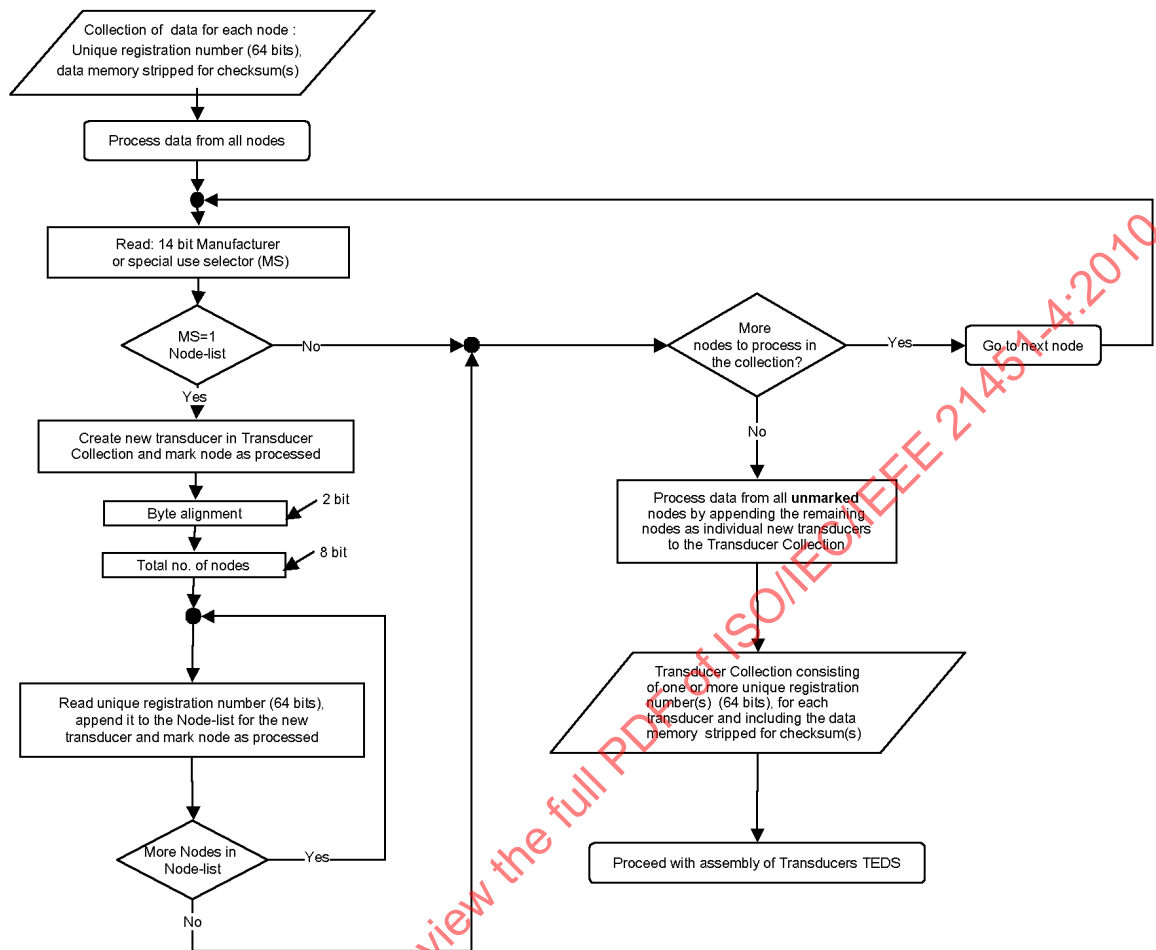 Collection of data for each node :
Unique registration number (64 bits),
data memory stripped for checksum(s)
Process data from all nodes
Read: 14 bit Manufacturer
or special use selector (MS)
MS=1
Node-list
No
Yes
Create new transducer in Transducer
Collection and mark node as processed
Byte alignment
2 bit
Total no. of nodes
8 bit
Read unique registration number (64 bits),
append it to the Node-list for the new
transducer and mark node as processed
More Nodes in
Node-list
Yes
No
More
nodes to process in
the collection?
Yes
Go to next node
No
Process data from all unmarked
nodes by appending the remaining
nodes as individual new transducers
to the Transducer Collection
Transducer Collection consisting
of one or more unique registration
number(s) (64 bits), for each
transducer and including the data
memory stripped for checksum(s)
Proceed with assembly of Transducers TEDS
view the full PDF of ISO/IEC/IEEE 21451-4:2010